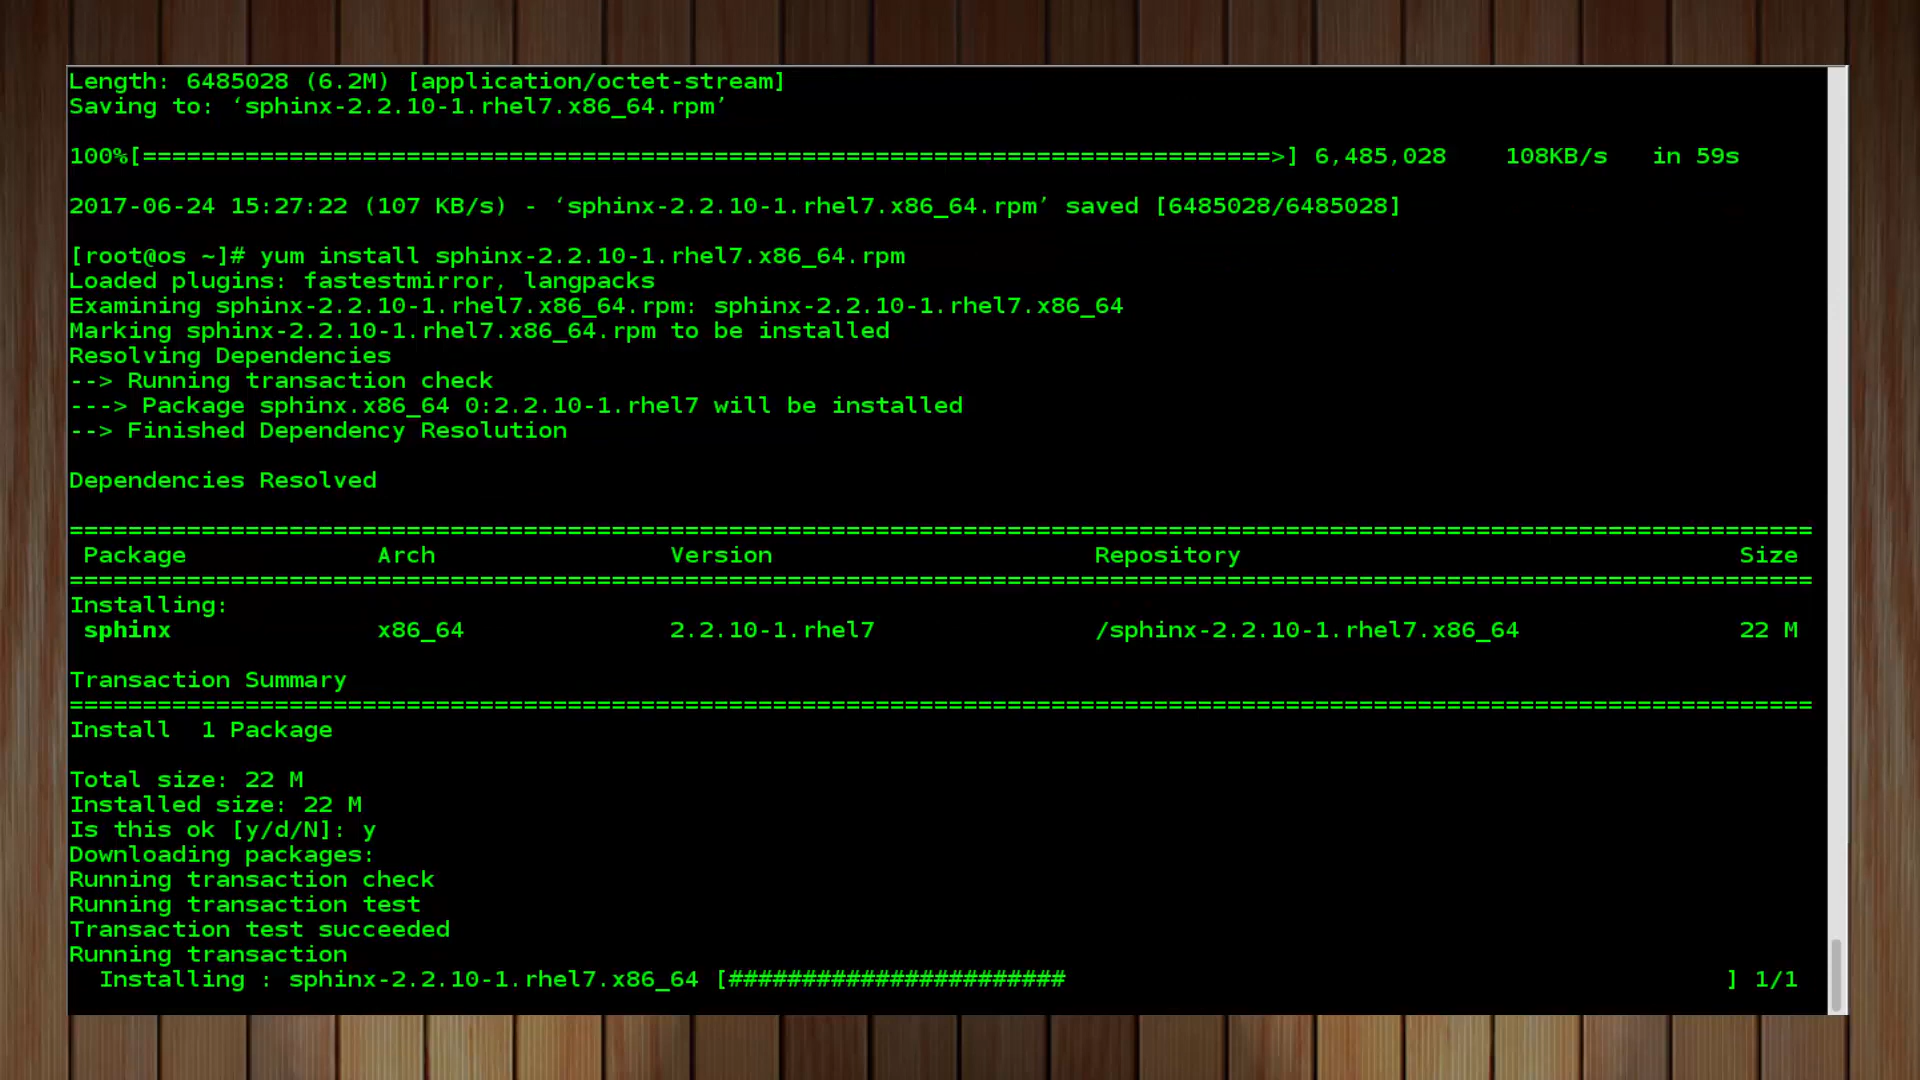 Length: 6485028 (6.2M) [application/octet-stream]
Saving to: ‘sphinx-2.2.10-1.rhel7.x86_64.rpm’
100%[=============================================================================>] 6,485,028    108KB/s   in 59s
2017-06-24 15:27:22 (107 KB/s) - ‘sphinx-2.2.10-1.rhel7.x86_64.rpm’ saved [6485028/6485028]
[root@os ~]# yum install sphinx-2.2.10-1.rhel7.x86_64.rpm
Loaded plugins: fastestmirror, langpacks
Examining sphinx-2.2.10-1.rhel7.x86_64.rpm: sphinx-2.2.10-1.rhel7.x86_64
Marking sphinx-2.2.10-1.rhel7.x86_64.rpm to be installed
Resolving Dependencies
--> Running transaction check
---> Package sphinx.x86_64 0:2.2.10-1.rhel7 will be installed
--> Finished Dependency Resolution
Dependencies Resolved
=======================================================================================================================
 Package             Arch                Version                      Repository                                  Size
=======================================================================================================================
Installing:
 sphinx              x86_64              2.2.10-1.rhel7               /sphinx-2.2.10-1.rhel7.x86_64               22 M
Transaction Summary
=======================================================================================================================
Install  1 Package
Total size: 22 M
Installed size: 22 M
Is this ok [y/d/N]: y
Downloading packages:
Running transaction check
Running transaction test
Transaction test succeeded
Running transaction
  Installing : sphinx-2.2.10-1.rhel7.x86_64 [#######################                                             ] 1/1